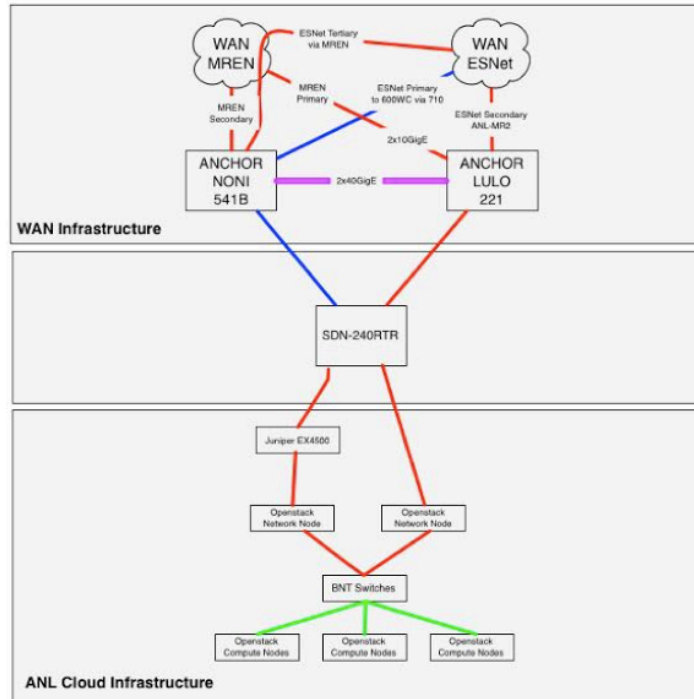 WAN
MREN
ESNet Tertiary
via MREN
WAN
ESNet
MREN
Secondary
MREN
Primary
ESNet Primary
to 600WC via 710
ESNet Secondary
ANL-MR2
2x10GigE
ANCHOR
NONI
541B
2x40GigE
ANCHOR
LULO
221
WAN Infrastructure
SDN-240RTR
Juniper EX4500
Openstack
Network Node
Openstack
Network Node
BNT Switches
Openstack
Compute Nodes
Openstack
Compute Nodes
Openstack
Compute Nodes
ANL Cloud Infrastructure